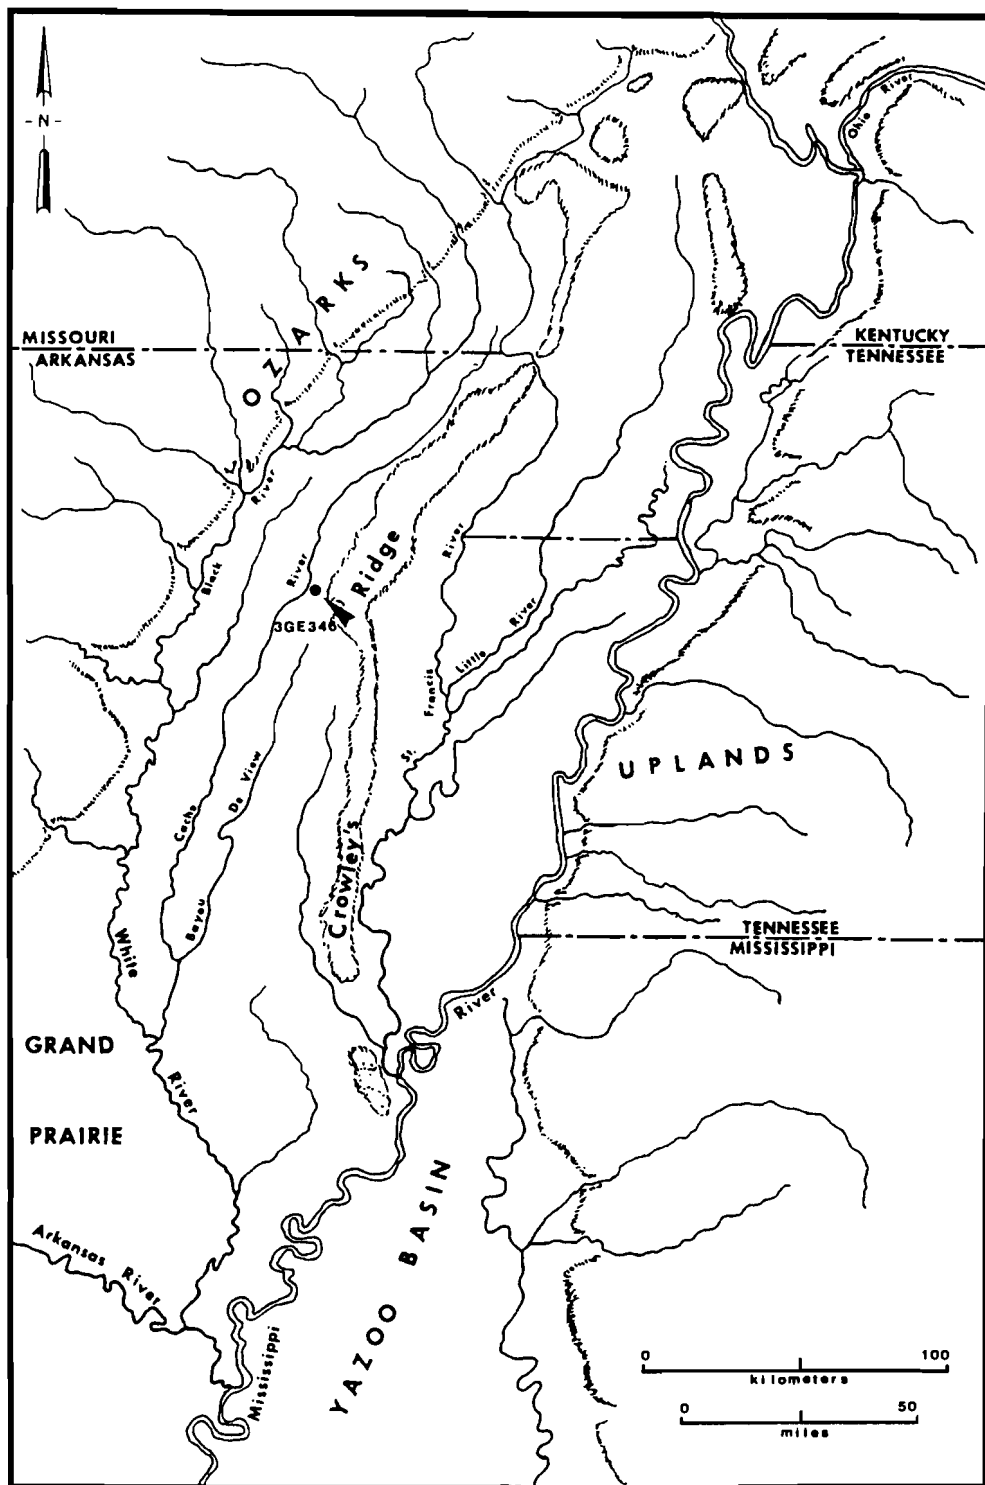 -N-
Ohio River
OZARKS
MISSOURI
ARKANSAS
KENTUCKY
TENNESSEE
Black River
River
River
Ridge
3GE346
Little River
St. Francis
UPLANDS
Cache
Bayou De View
Crowley's
White
TENNESSEE
MISSISSIPPI
River
GRAND
River
PRAIRIE
YAZOO BASIN
Arkansas River
Mississippi
0 100
kilometers
0 50
miles